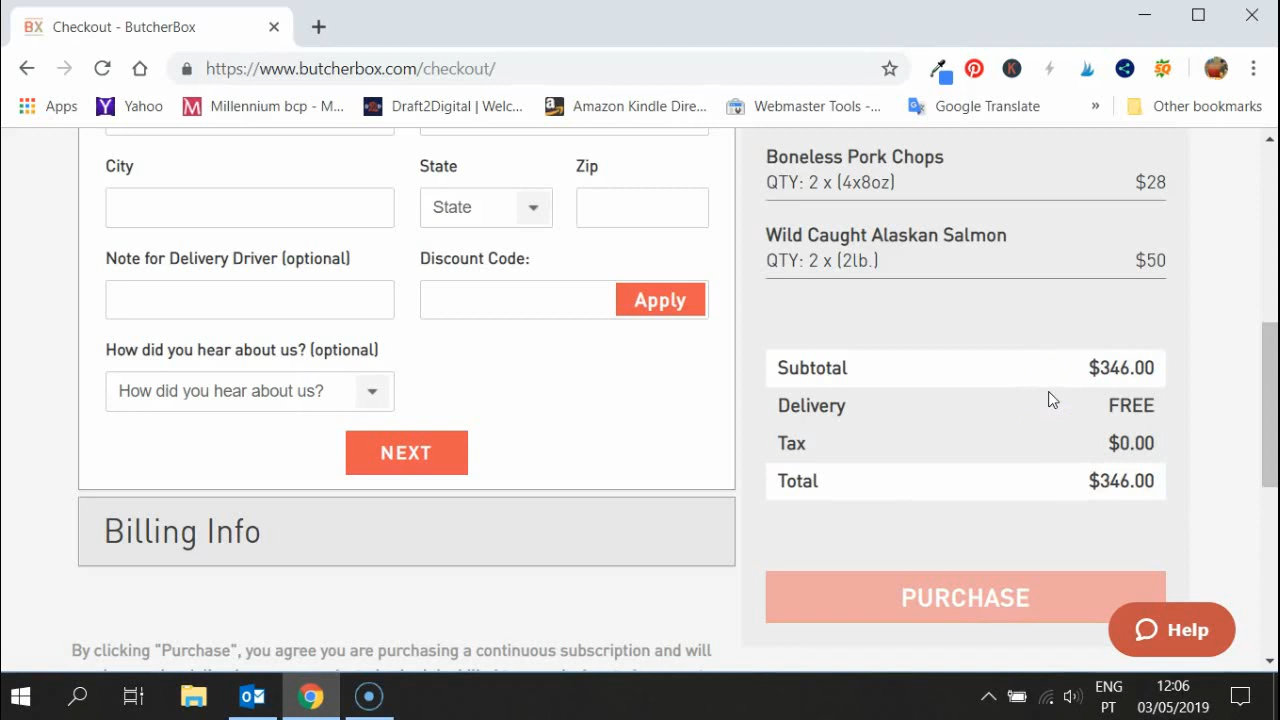 BX Checkout - ButcherBox
https://www.butcherbox.com/checkout/
Apps Yahoo Millennium bcp - M... Draft2Digital | Welc... Amazon Kindle Dire... Webmaster Tools -... Google Translate » Other bookmarks
City
State
Zip
State
Note for Delivery Driver (optional)
Discount Code:
Apply
How did you hear about us? (optional)
How did you hear about us?
NEXT
Billing Info
By clicking "Purchase", you agree you are purchasing a continuous subscription and will
Boneless Pork Chops
QTY: 2 x (4x8oz) $28
Wild Caught Alaskan Salmon
QTY: 2 x (2lb.) $50
Subtotal $346.00
Delivery FREE
Tax $0.00
Total $346.00
PURCHASE
Help
ENG
PT
12:06
03/05/2019